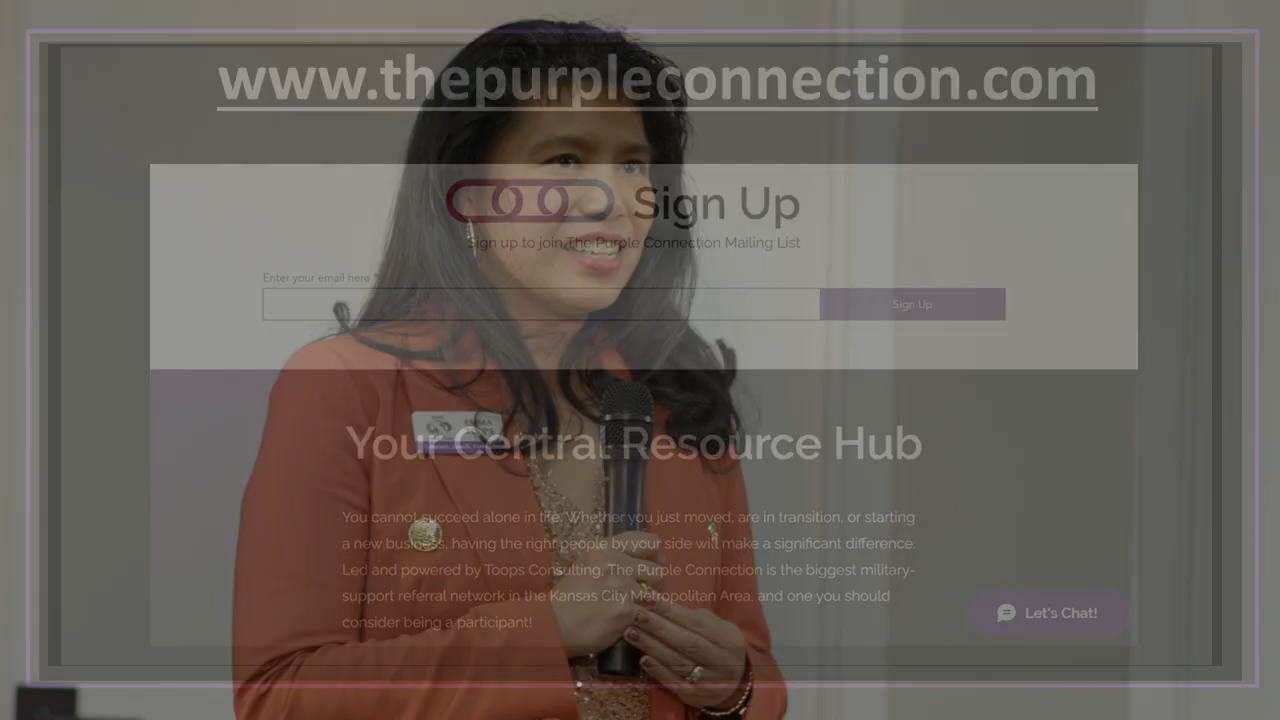 www.thepurpleconnection.com
Sign Up
Sign up to join The Purple Connection Mailing List
Enter your email here *
Sign Up
EMMA
Your Central Resource Hub
You cannot succeed alone in life. Whether you just moved, are in transition, or starting
a new business, having the right people by your side will make a significant difference.
Led and powered by Toops Consulting, The Purple Connection is the biggest military-
support referral network in the Kansas City Metropolitan Area, and one you should
consider being a participant!
Let's Chat!